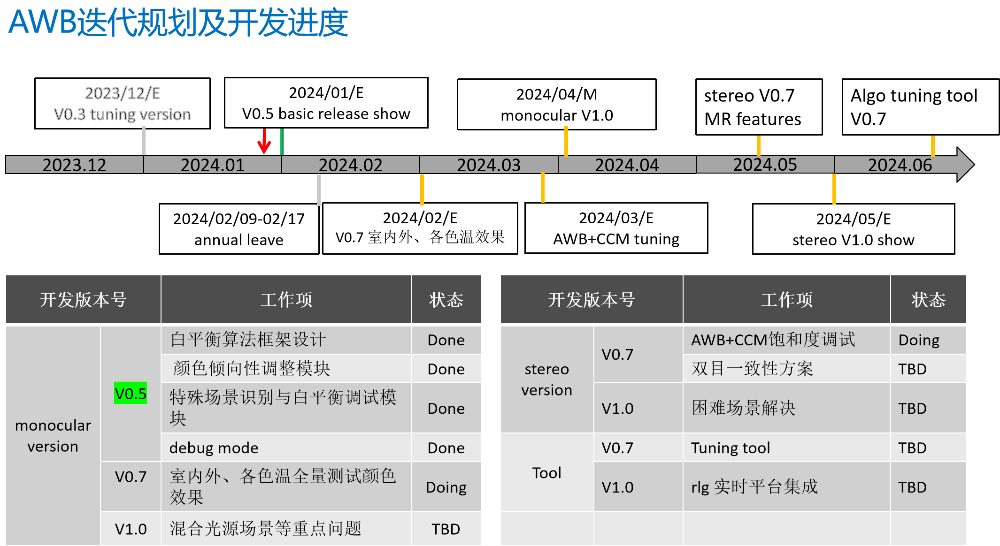 AWB迭代规划及开发进度
2023/12/E
V0.3 tuning version
2024/01/E
V0.5 basic release show
2024/04/M
monocular V1.0
stereo V0.7
MR features
Algo tuning tool
V0.7
2023.12
2024.01
2024.02
2024.03
2024.04
2024.05
2024.06
2024/02/09-02/17
annual leave
2024/02/E
V0.7 室内外、各色温效果
2024/03/E
AWB+CCM tuning
2024/05/E
stereo V1.0 show
开发版本号 工作项 状态
monocular
version
V0.5
白平衡算法框架设计 Done
颜色倾向性调整模块 Done
特殊场景识别与白平衡调试模
块
Done
debug mode Done
V0.7
室内外、各色温全量测试颜色
效果
Doing
V1.0 混合光源场景等重点问题 TBD
开发版本号 工作项 状态
stereo
version
V0.7
AWB+CCM饱和度调试 Doing
双目一致性方案 TBD
V1.0 困难场景解决 TBD
Tool
V0.7 Tuning tool TBD
V1.0 rlg 实时平台集成 TBD